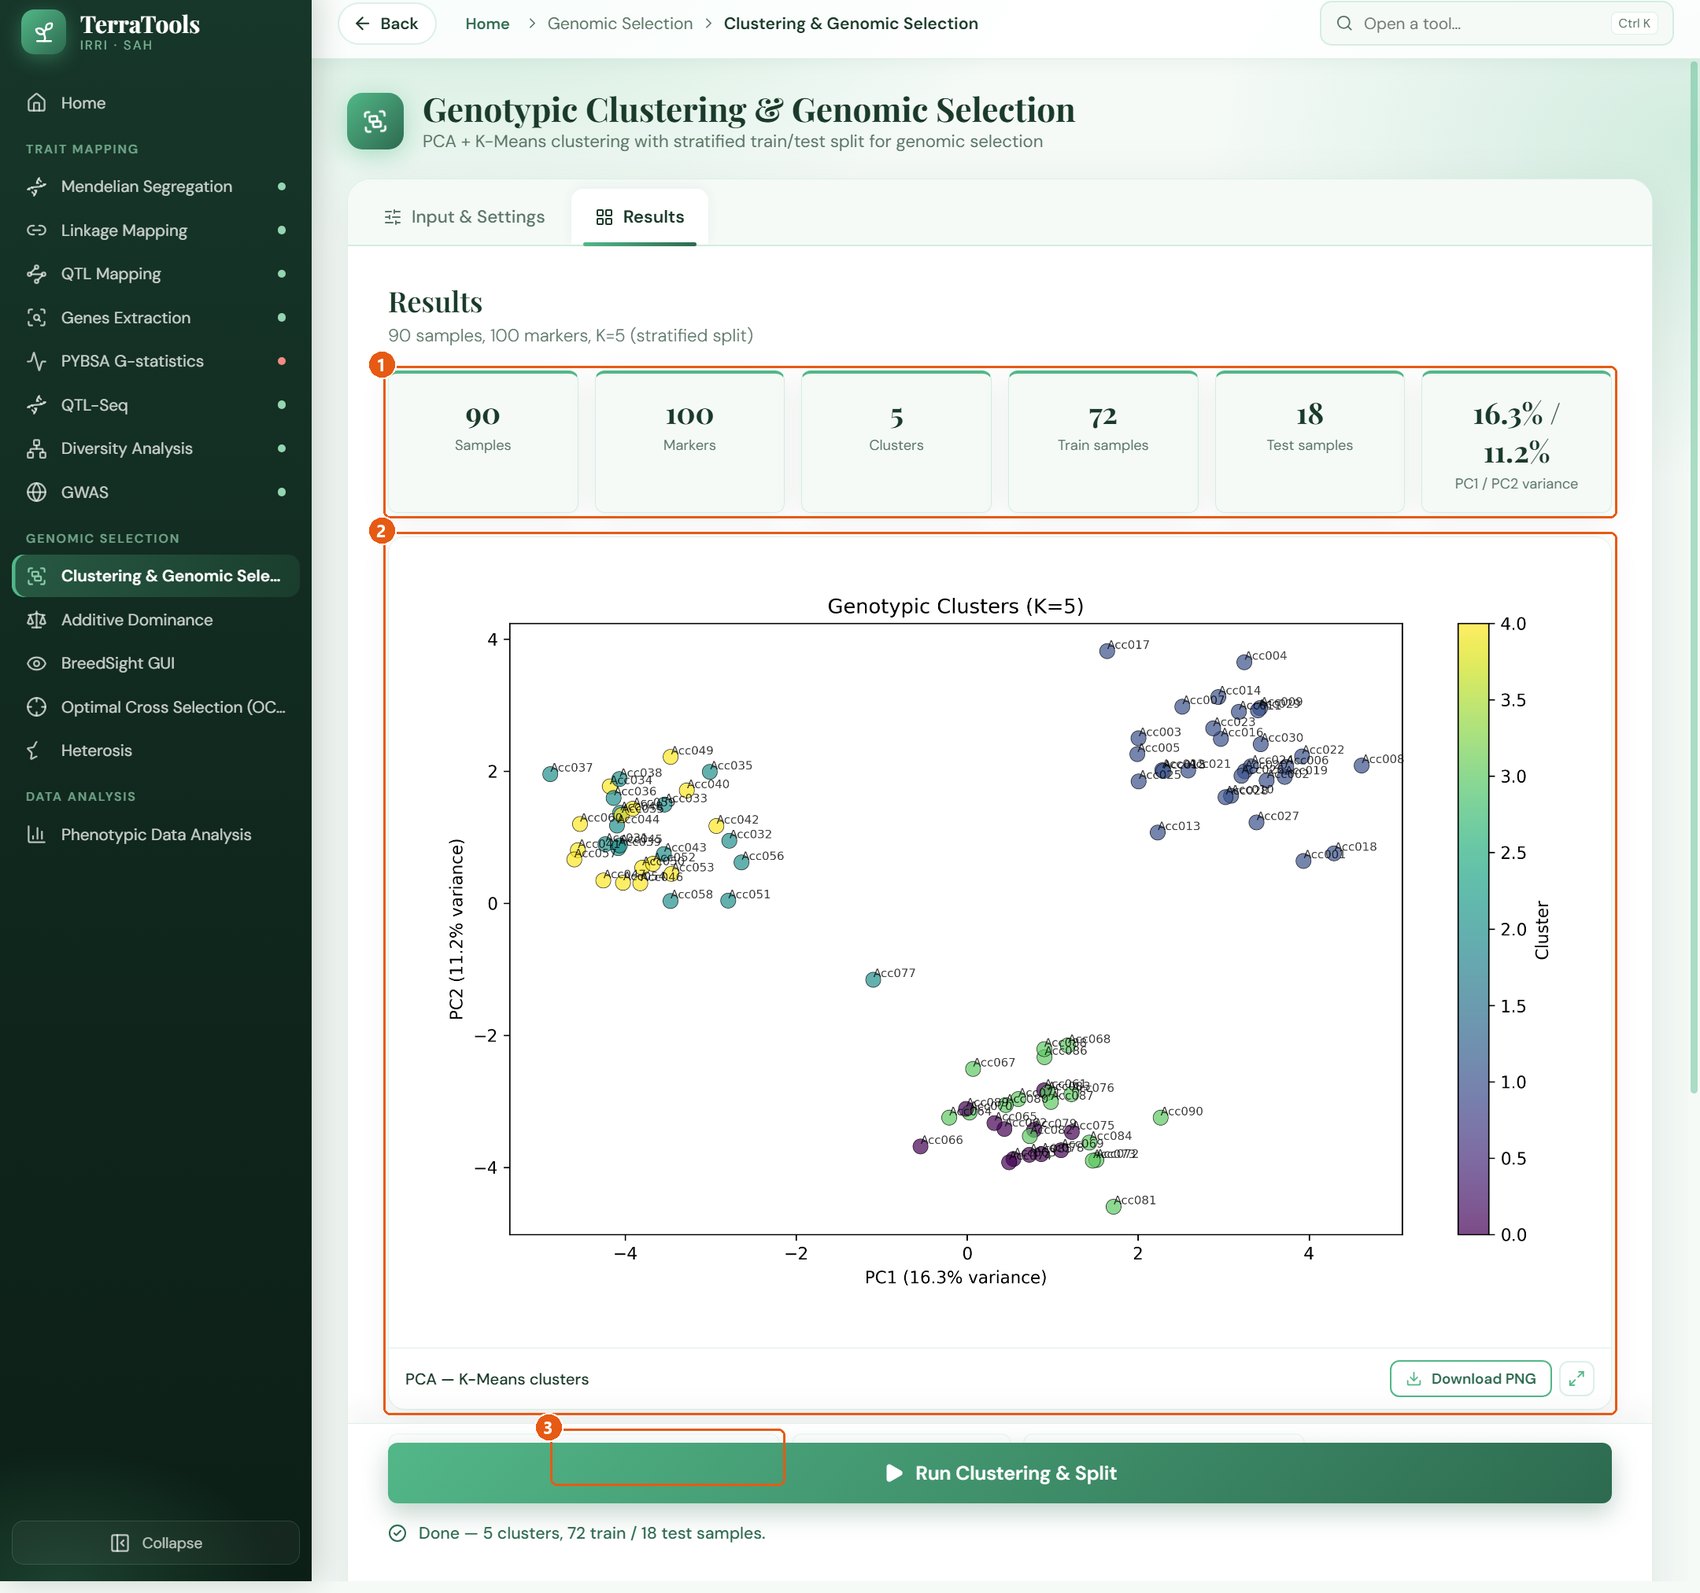 TerraTools
IRRI · SAH
Home
TRAIT MAPPING
Mendelian Segregation
Linkage Mapping
QTL Mapping
Genes Extraction
PYBSA G-statistics
QTL-Seq
Diversity Analysis
GWAS
GENOMIC SELECTION
Clustering & Genomic Sele...
Additive Dominance
BreedSight GUI
Optimal Cross Selection (OC...
Heterosis
DATA ANALYSIS
Phenotypic Data Analysis
Collapse
Back
Home > Genomic Selection > Clustering & Genomic Selection
Open a tool...
Ctrl K
Genotypic Clustering & Genomic Selection
PCA + K-Means clustering with stratified train/test split for genomic selection
Input & Settings
Results
Results
90 samples, 100 markers, K=5 (stratified split)
1
90
Samples
100
Markers
5
Clusters
72
Train samples
18
Test samples
16.3% /
11.2%
PC1 / PC2 variance
2
Genotypic Clusters (K=5)
4
2
0
−2
−4
PC2 (11.2% variance)
−4
−2
0
2
4
PC1 (16.3% variance)
Acc017
Acc004
Acc014
Acc007
Acc023
Acc003
Acc016
Acc030
Acc005
Acc022
Acc008
Acc006
Acc021
Acc019
Acc025
Acc002
Acc027
Acc013
Acc018
Acc001
Acc049
Acc037
Acc038
Acc035
Acc034
Acc040
Acc036
Acc033
Acc042
Acc044
Acc032
Acc043
Acc056
Acc057
Acc053
Acc058
Acc051
Acc077
Acc068
Acc086
Acc067
Acc076
Acc087
Acc065
Acc090
Acc075
Acc066
Acc084
Acc081
4.0
3.5
3.0
2.5
2.0
1.5
1.0
0.5
0.0
Cluster
PCA — K-Means clusters
Download PNG
3
Run Clustering & Split
Done — 5 clusters, 72 train / 18 test samples.